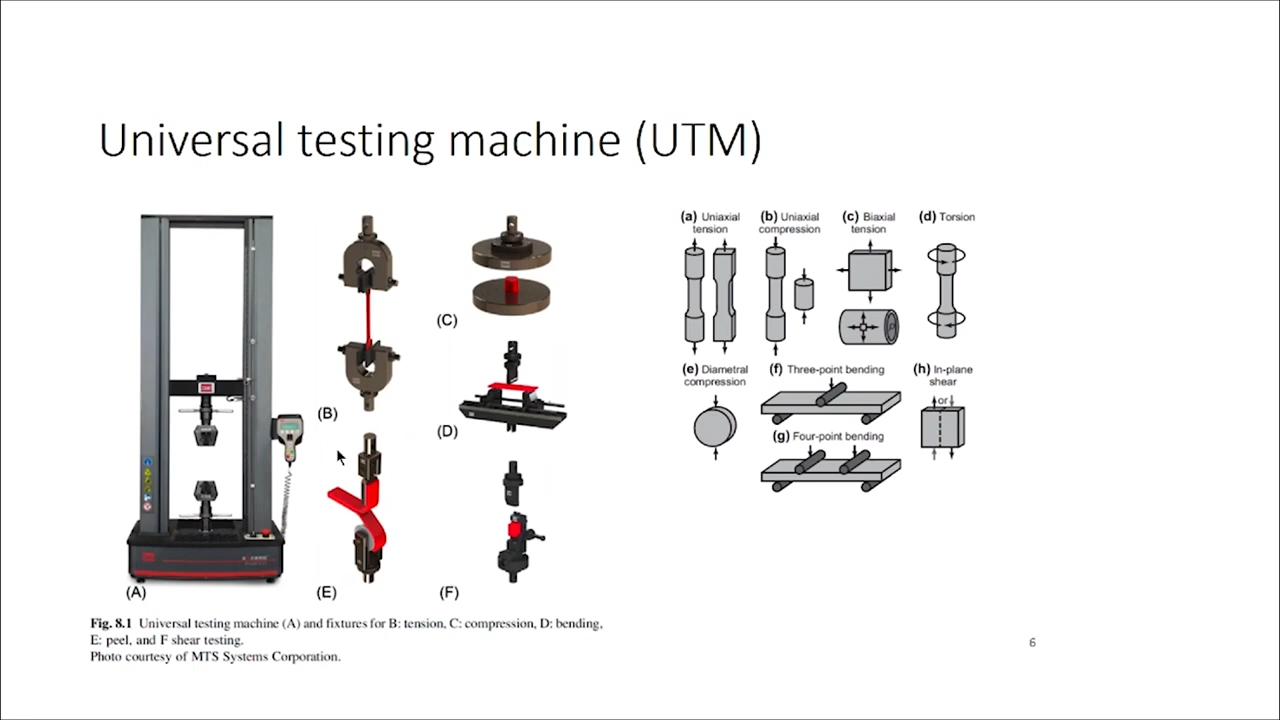 Universal testing machine (UTM)
(A)
(B)
(C)
(D)
(E)
(F)
Fig. 8.1 Universal testing machine (A) and fixtures for B: tension, C: compression, D: bending,
E: peel, and F shear testing.
Photo courtesy of MTS Systems Corporation.
(a) Uniaxial
tension
(b) Uniaxial
compression
(c) Biaxial
tension
(d) Torsion
(e) Diametral
compression
(f) Three-point bending
(g) Four-point bending
(h) In-plane
shear
or
6